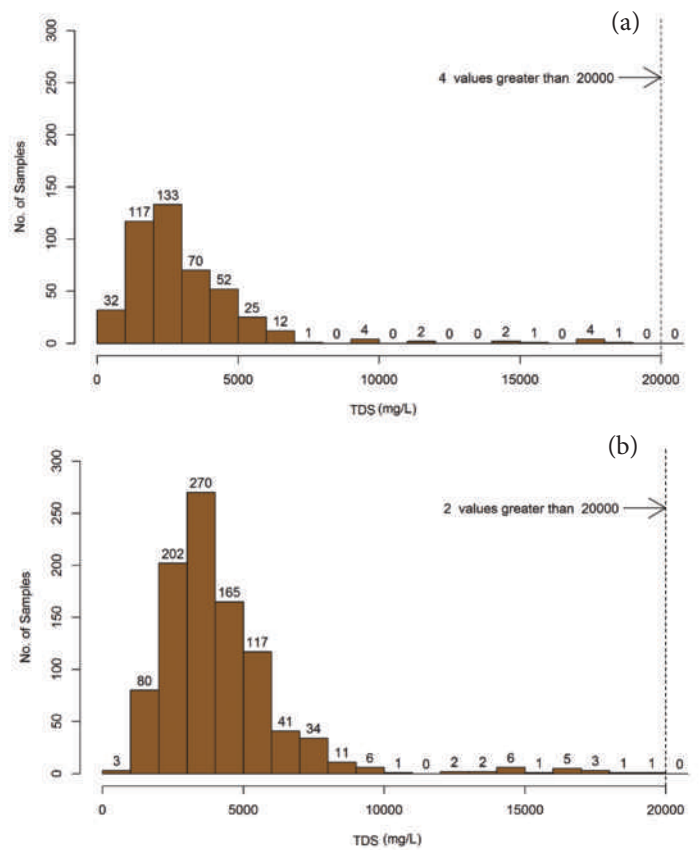 (a)
300
4 values greater than 20000
250
200
No. of Samples
150
133
117
100
70
52
50
32
25
12
1 0 4 0 2 0 0 2 1 0 4 1 0 0
0
0 5000 10000 15000 20000
TDS (mg/L)
(b)
300
270
2 values greater than 20000
250
202
200
No. of Samples
165
150
117
100
80
50
41
34
3
11 6 1 0 2 2 6 1 5 3 1 1 0
0
0 5000 10000 15000 20000
TDS (mg/L)